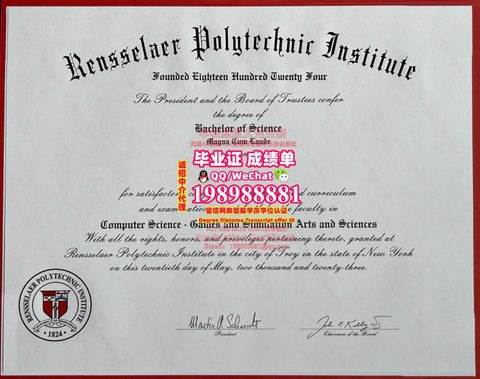 Rensselaer Polytechnic Institute
Founded Eighteen Hundred Twenty Four
The President and the Board of Trustees confer
the degree of
Bachelor of Science
Magna Cum Laude
毕业证 成绩单
诚招中介代理
QQ/WeChat
198988881
for satisfactory curriculum
and faculty in
Degree Diploma Transcript offer ID
Computer Science - Games and Simulation Arts and Sciences
With all the rights, honors, and privileges pertaining thereto, granted at
Rensselaer Polytechnic Institute in the city of Troy in the state of New York
on this twentieth day of May, two thousand and twenty-three.
RENSSELAER POLYTECHNIC INSTITUTE
1824
President
Chairman of the Board